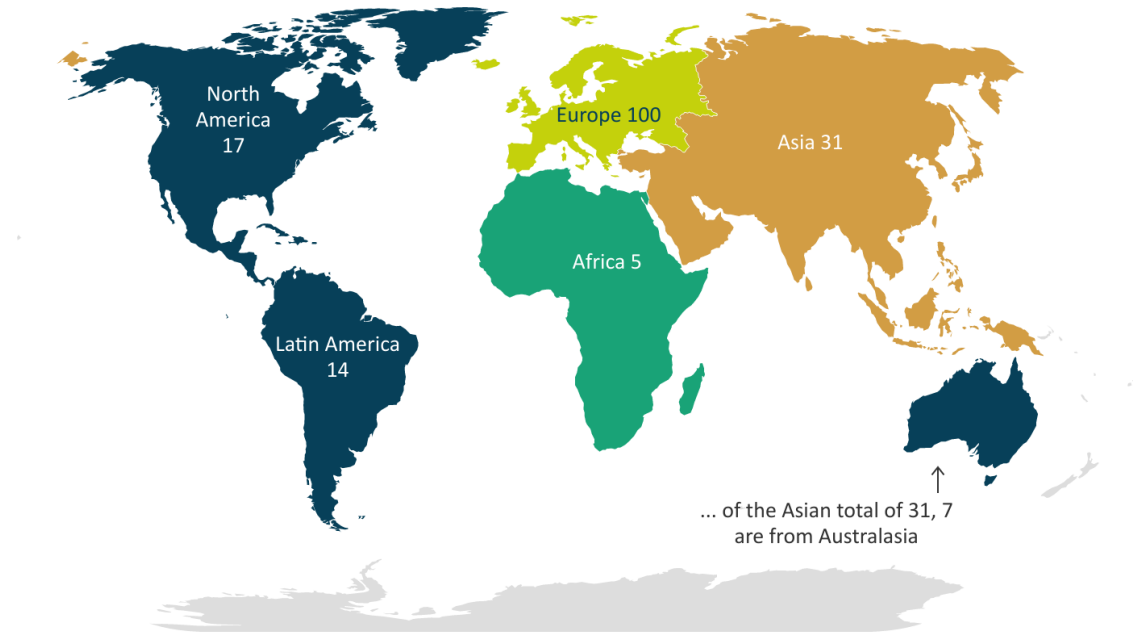 North
America
17
Europe 100
Asia 31
Africa 5
Latin America
14
... of the Asian total of 31, 7
are from Australasia